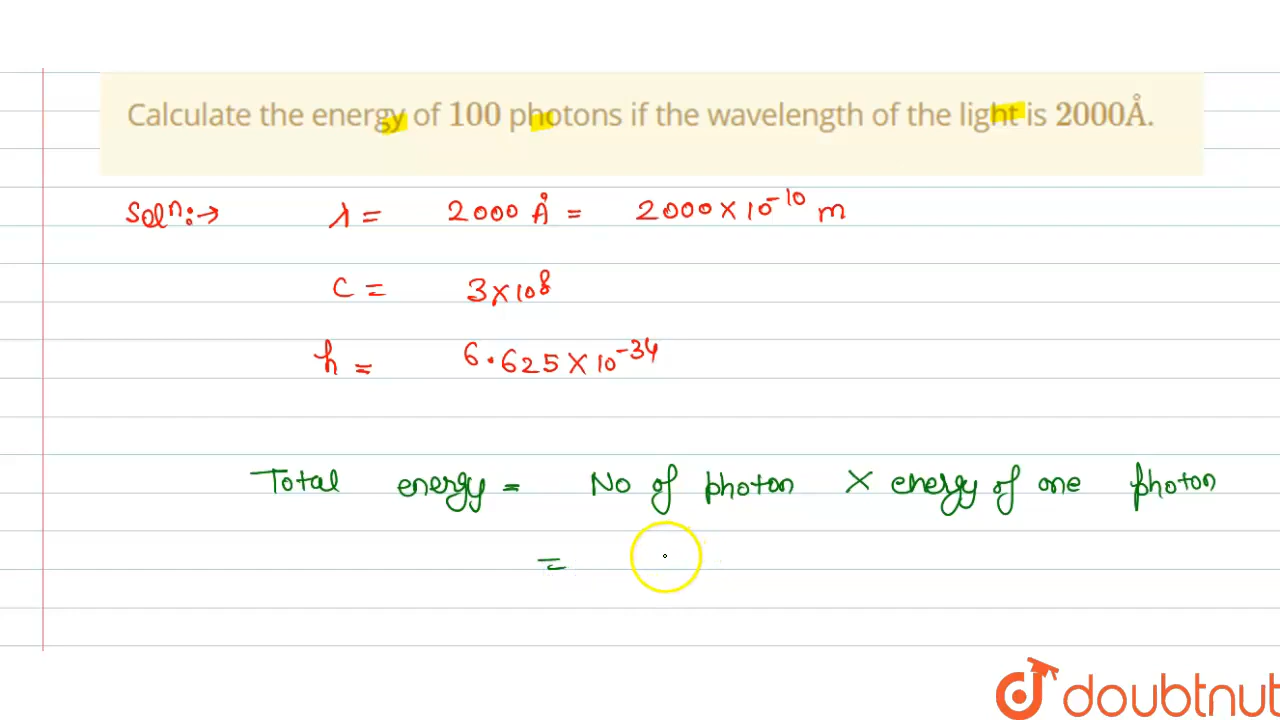 Calculate the energy of 100 photons if the wavelength of the light is 2000Å.
Solⁿ:→ λ = 2000 Å = 2000 × 10⁻¹⁰ m
C = 3 × 10⁸
h = 6.625 × 10⁻³⁴
Total energy = No of photon × energy of one photon
=
doubtnut